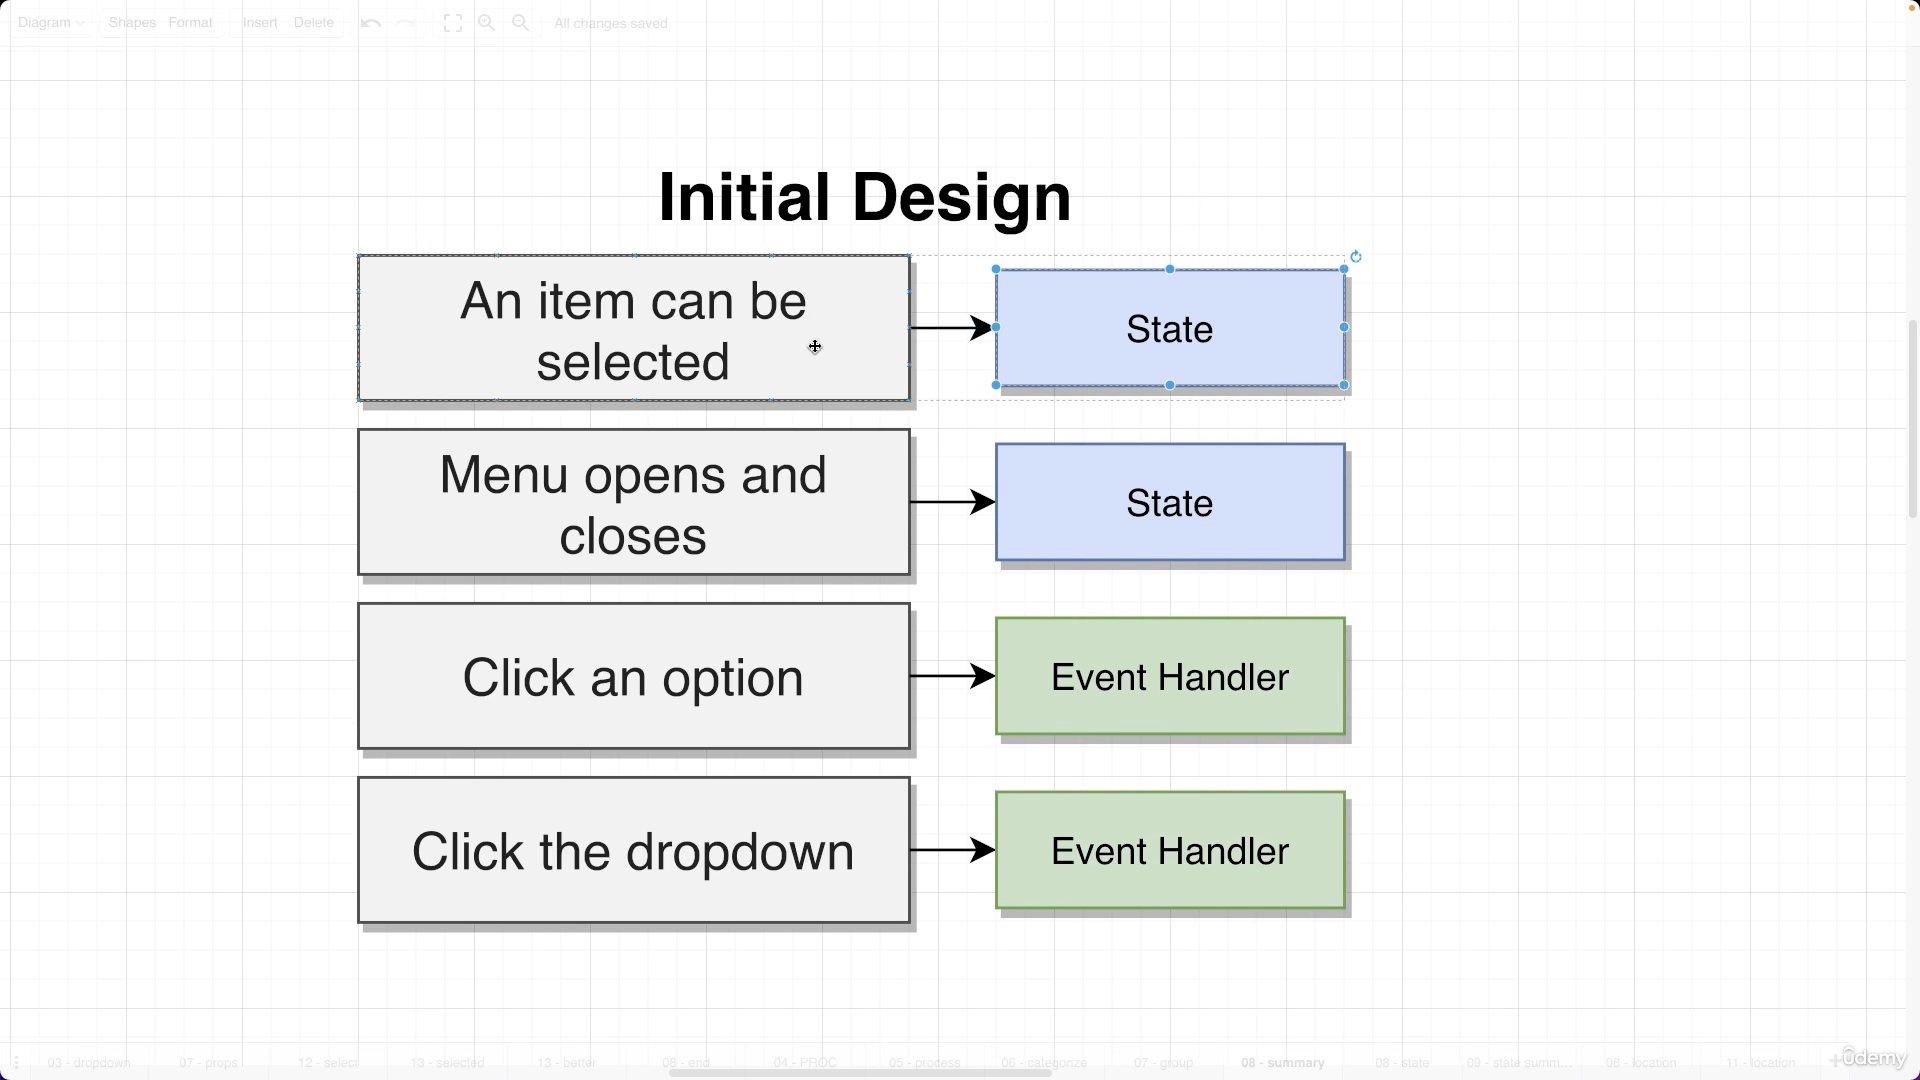 Diagram Shapes Format Insert Delete All changes saved
Initial Design
An item can be
selected
State
Menu opens and
closes
State
Click an option
Event Handler
Click the dropdown
Event Handler
03 - dropdown 07 - props 12 - select 13 - selected 13 - better 08 - end 04 - PROC 05 - process 06 - categorize 07 - group 08 - summary 08 - state 09 - state summ... 08 - location 11 - location
ûdemy